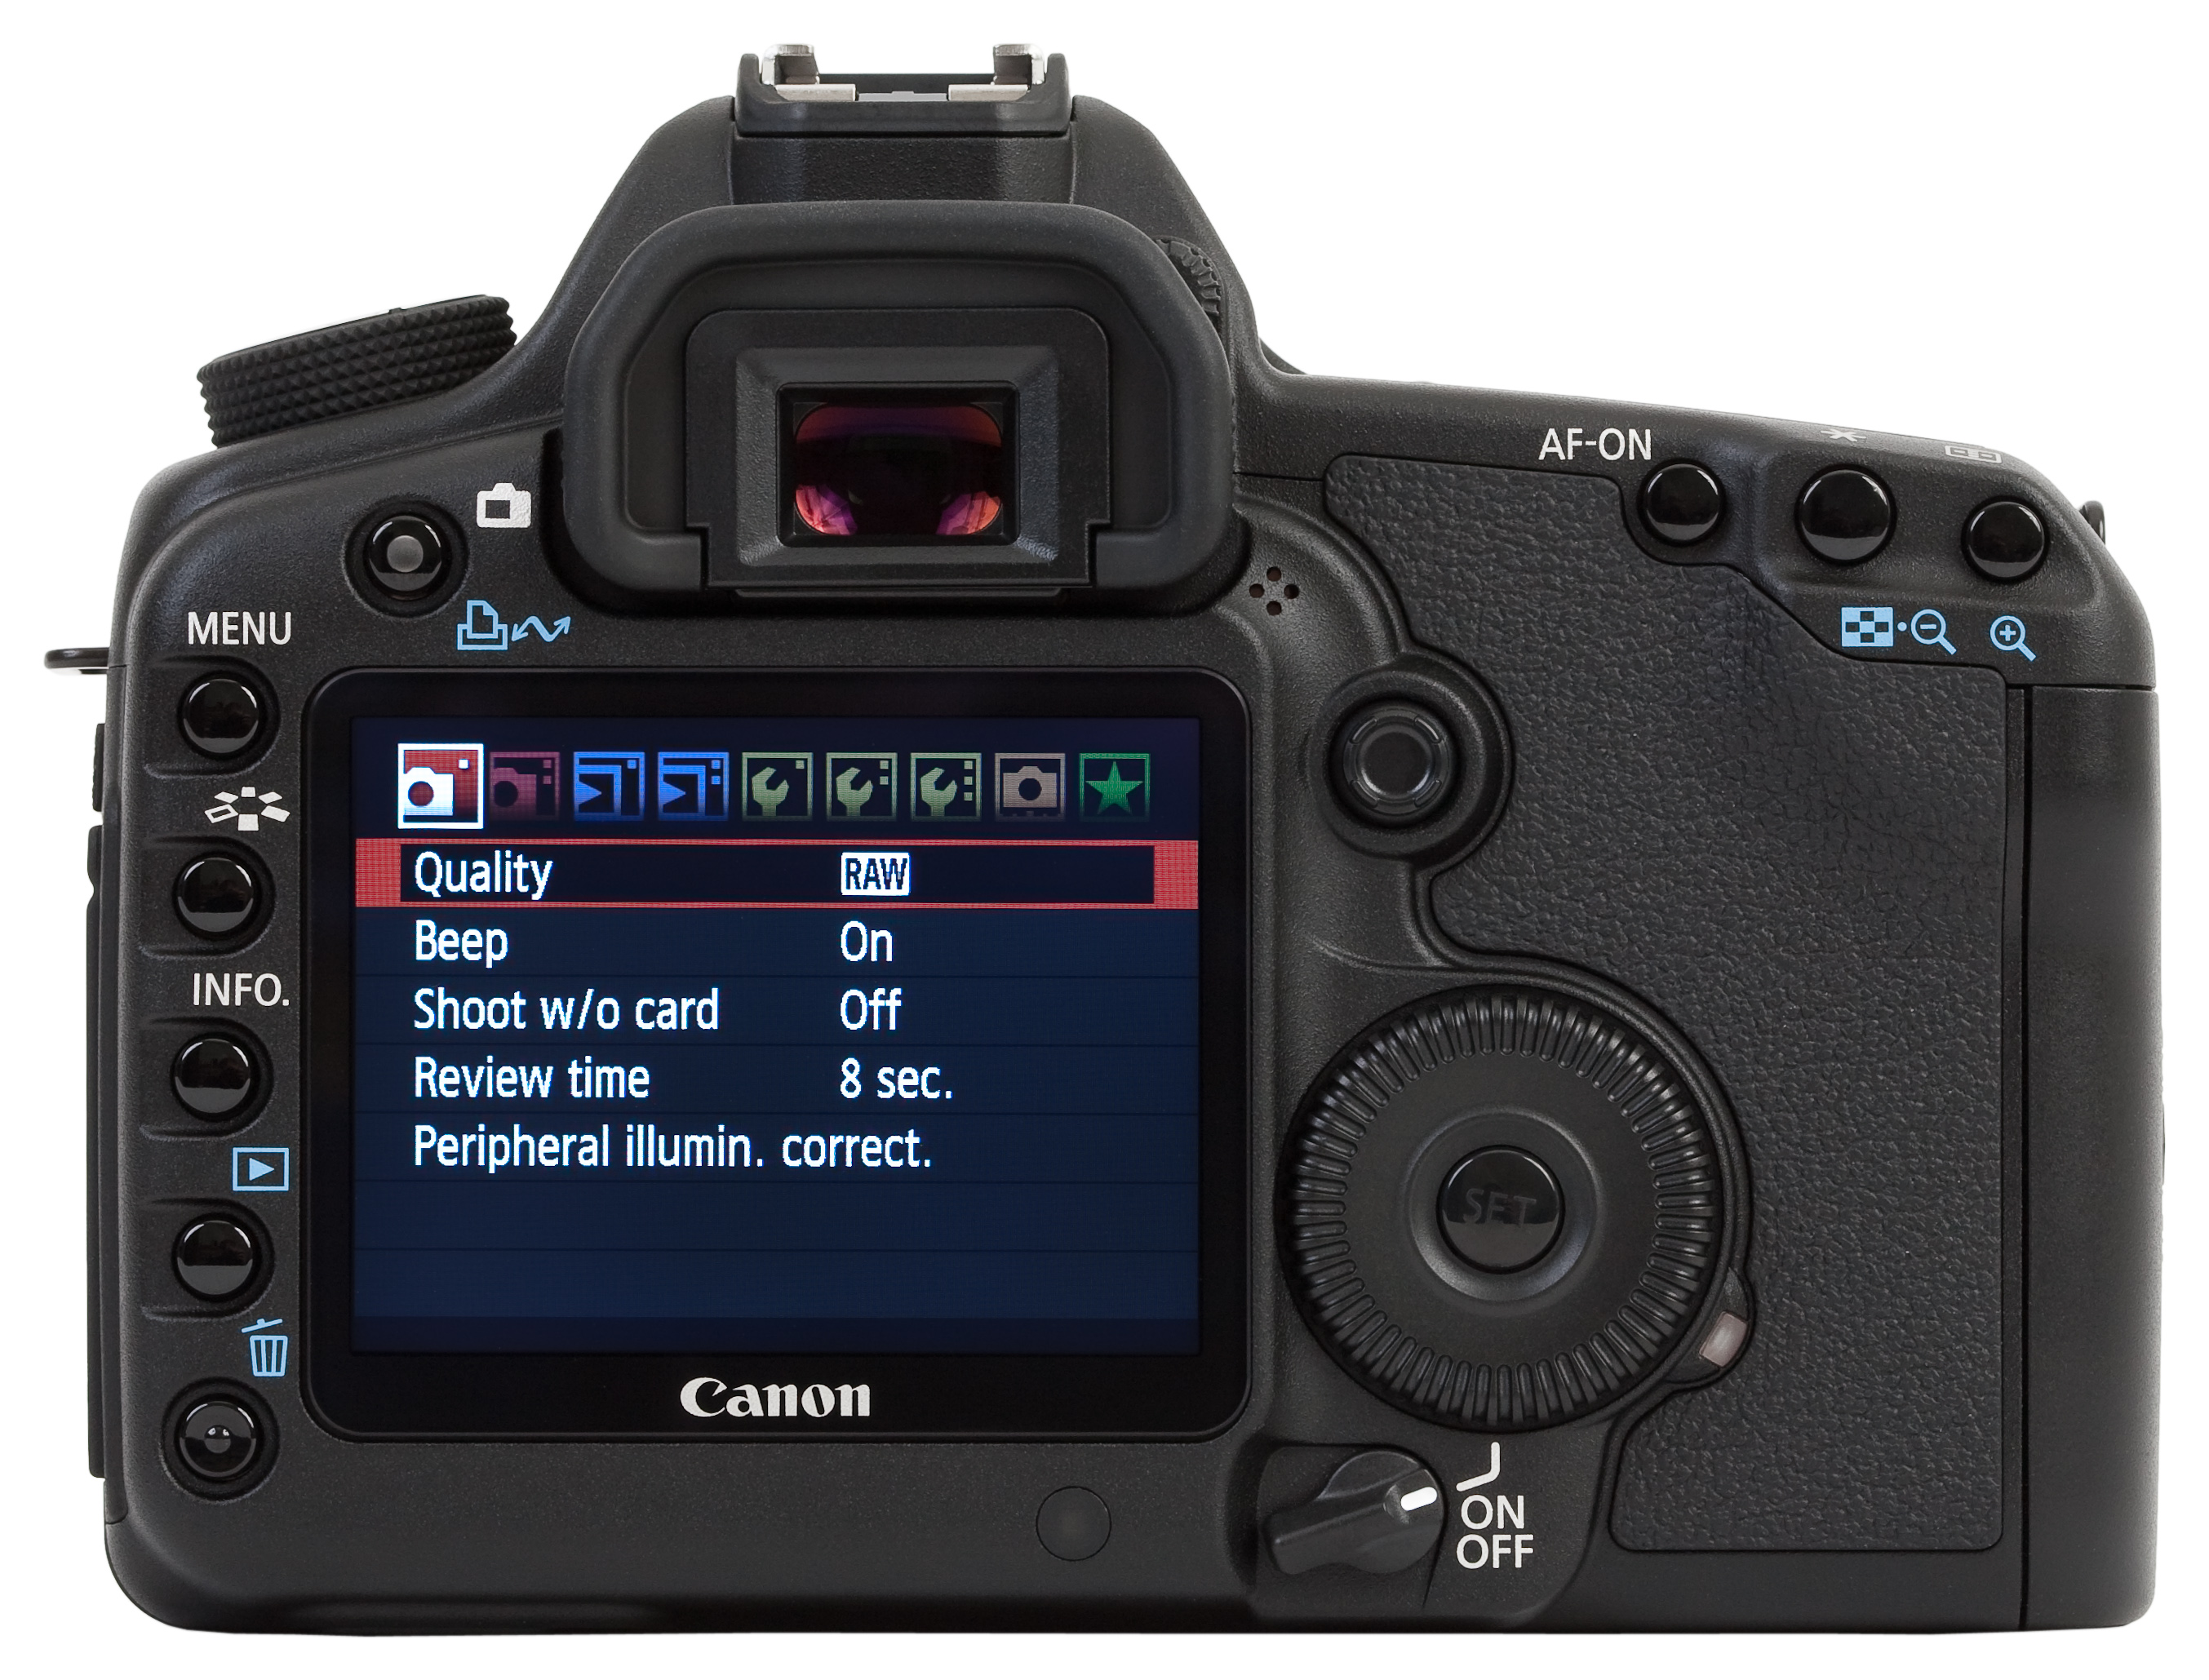 AF-ON
MENU
Quality RAW
Beep On
INFO.
Shoot w/o card Off
Review time 8 sec.
Peripheral illumin. correct.
SET
Canon
ON
OFF